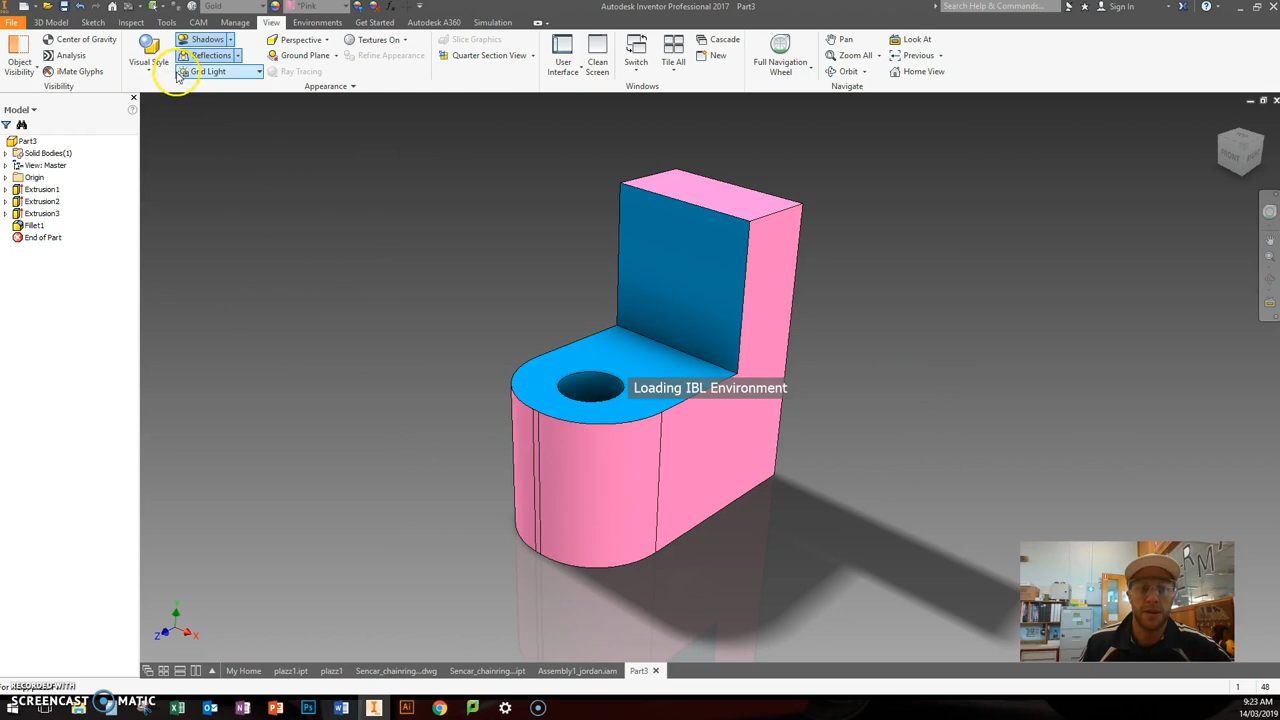 Gold
*Pink
Autodesk Inventor Professional 2017 Part3
Search Help & Commands...
Sign In
File 3D Model Sketch Inspect Tools CAM Manage View Environments Get Started Autodesk A360 Simulation
Object Visibility
Center of Gravity
Analysis
iMate Glyphs
Visibility
Visual Style
Shadows
Reflections
Grid Light
Perspective
Ground Plane
Ray Tracing
Textures On
Refine Appearance
Appearance
Slice Graphics
Quarter Section View
User Interface
Clean Screen
Switch
Tile All
Cascade
New
Windows
Full Navigation Wheel
Pan
Zoom All
Orbit
Look At
Previous
Home View
Navigate
Model
Part3
Solid Bodies(1)
View: Master
Origin
Extrusion1
Extrusion2
Extrusion3
Fillet1
End of Part
FRONT
RIGHT
Loading IBL Environment
Y
Z
X
My Home plazz1.ipt plazz1 Sencar_chainring...dwg Sencar_chainring...ipt Assembly1_jordan.iam Part3
1 48
RECORDED WITH
SCREENCAST MATIC
9:23 AM
14/03/2019